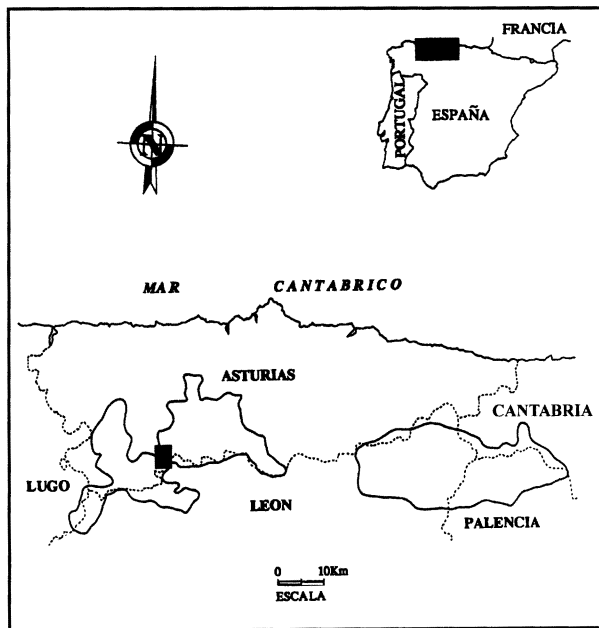 FRANCIA
PORTUGAL
ESPAÑA
N
MAR CANTABRICO
ASTURIAS
CANTABRIA
LUGO
LEON
PALENCIA
0 10Km
ESCALA